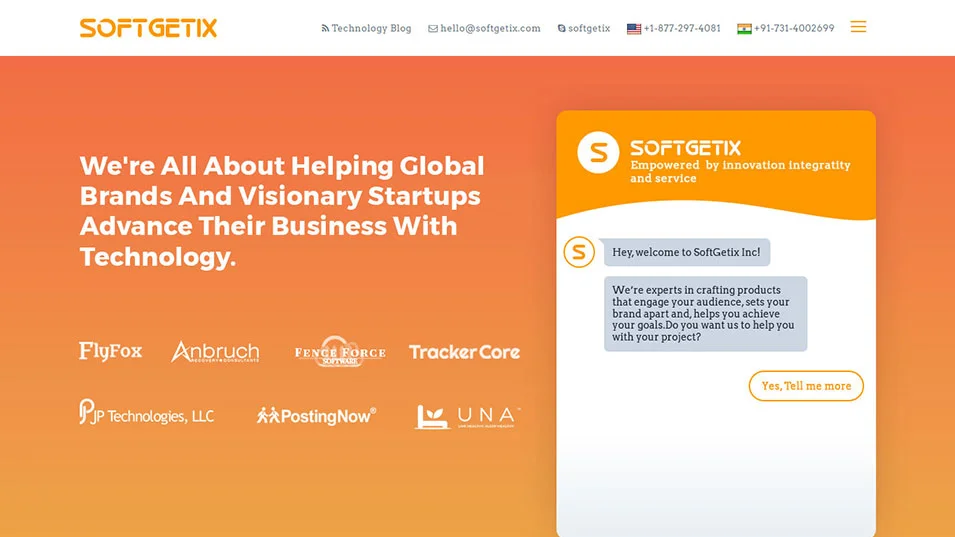 SOFTGETIX
Technology Blog hello@softgetix.com softgetix +1-877-297-4081 +91-731-4002699
We're All About Helping Global
Brands And Visionary Startups
Advance Their Business With
Technology.
FlyFox Anbruch FENCE FORCE TrackerCore
RECOVERY CONSULTANTS SOFTWARE
JP Technologies, LLC PostingNow® UNA™
S SOFTGETIX
Empowered by innovation integratity
and service
S
Hey, welcome to SoftGetix Inc!
We're experts in crafting products
that engage your audience, sets your
brand apart and, helps you achieve
your goals.Do you want us to help you
with your project?
Yes, Tell me more